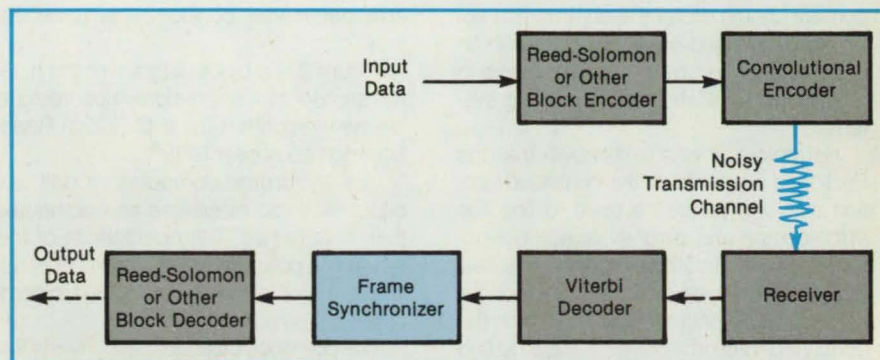 Input
Data
Reed-Solomon
or Other
Block Encoder
Convolutional
Encoder
Noisy
Transmission
Channel
Receiver
Viterbi
Decoder
Frame
Synchronizer
Reed-Solomon
or Other
Block Decoder
Output
Data